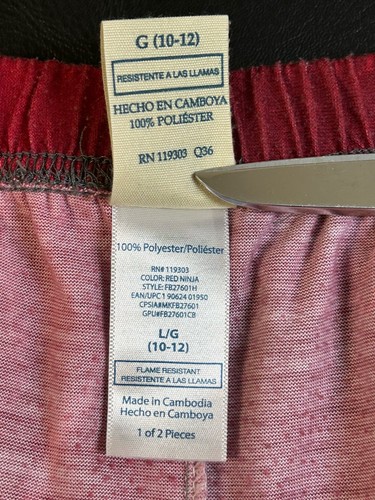 G (10-12)
RESISTENTE A LAS LLAMAS
HECHO EN CAMBOYA
100% POLIÉSTER
RN 119303 Q36
100% Polyester/Poliéster
RN# 119303
COLOR: RED NINJA
STYLE: FB27601H
EAN/UPC 1 90624 01950
CPSIA#MKFB27601
GPU#FB27601CB
L/G
(10-12)
FLAME RESISTANT
RESISTENTE A LAS LLAMAS
Made in Cambodia
Hecho en Camboya
1 of 2 Pieces